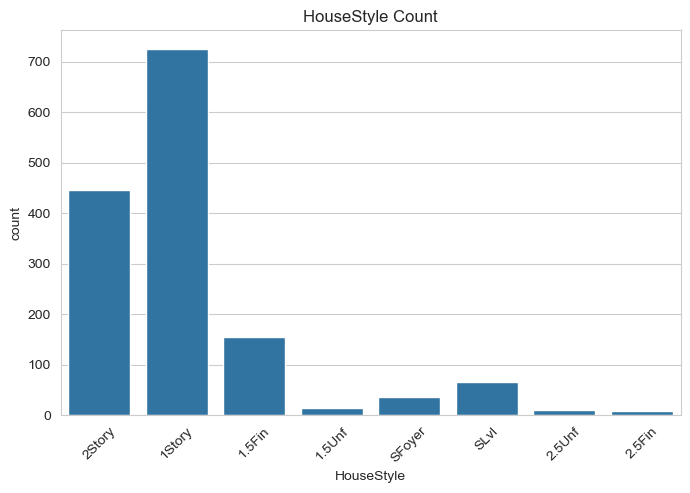 HouseStyle Count
700
600
500
400
300
200
100
0
count
2Story
1Story
1.5Fin
1.5Unf
SFoyer
SLvl
2.5Unf
2.5Fin
HouseStyle